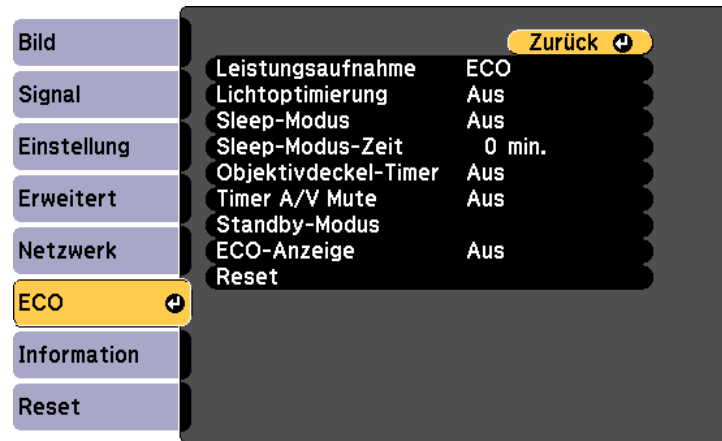 Bild
Signal
Einstellung
Erweitert
Netzwerk
ECO
Information
Reset
Zurück
Leistungsaufnahme ECO
Lichtoptimierung Aus
Sleep-Modus Aus
Sleep-Modus-Zeit 0 min.
Objektivdeckel-Timer Aus
Timer A/V Mute Aus
Standby-Modus
ECO-Anzeige Aus
Reset